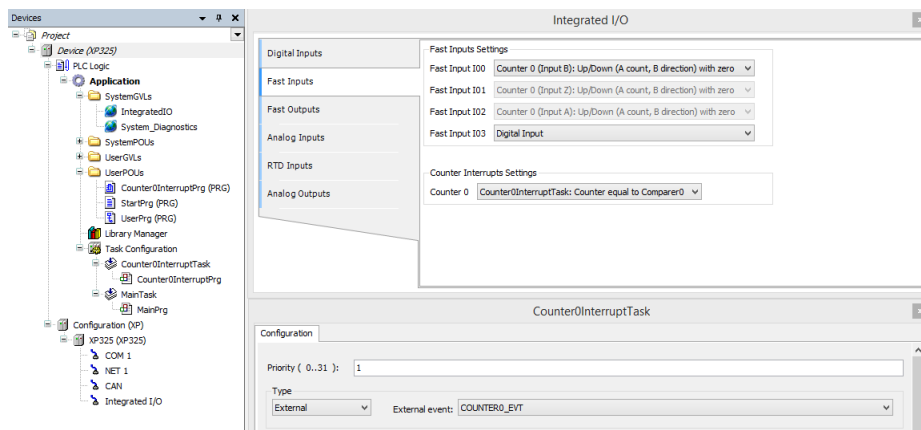 Devices
Project
Device (XP325)
PLC Logic
Application
SystemGVLs
IntegratedIO
System_Diagnostics
SystemPOUs
UserGVLs
UserPOUs
Counter0InterruptPrg (PRG)
StartPrg (PRG)
UserPrg (PRG)
Library Manager
Task Configuration
Counter0InterruptTask
Counter0InterruptPrg
MainTask
MainPrg
Configuration (XP)
XP325 (XP325)
COM 1
NET 1
CAN
Integrated I/O
Integrated I/O
Digital Inputs
Fast Inputs
Fast Outputs
Analog Inputs
RTD Inputs
Analog Outputs
Fast Inputs Settings
Fast Input I00 Counter 0 (Input B): Up/Down (A count, B direction) with zero
Fast Input I01 Counter 0 (Input Z): Up/Down (A count, B direction) with zero
Fast Input I02 Counter 0 (Input A): Up/Down (A count, B direction) with zero
Fast Input I03 Digital Input
Counter Interrupts Settings
Counter 0 Counter0InterruptTask: Counter equal to Comparer0
Counter0InterruptTask
Configuration
Priority ( 0..31 ): 1
Type
External External event: COUNTER0_EVT